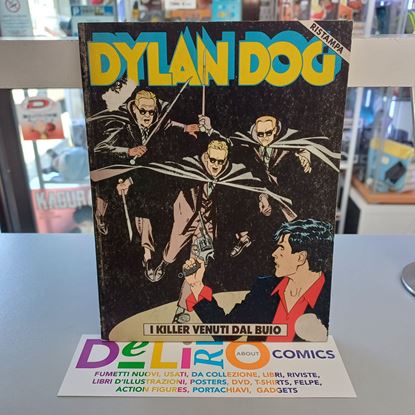 DYLAN DOG
RISTAMPA
I KILLER VENUTI DAL BUIO
DeLiRIO ABOUT COMICS
FUMETTI NUOVI, USATI, DA COLLEZIONE, LIBRI, RIVISTE,
LIBRI D'ILLUSTRAZIONI, POSTERS, DVD, T-SHIRTS, FELPE,
ACTION FIGURES, PORTACHIAVI, GADGETS